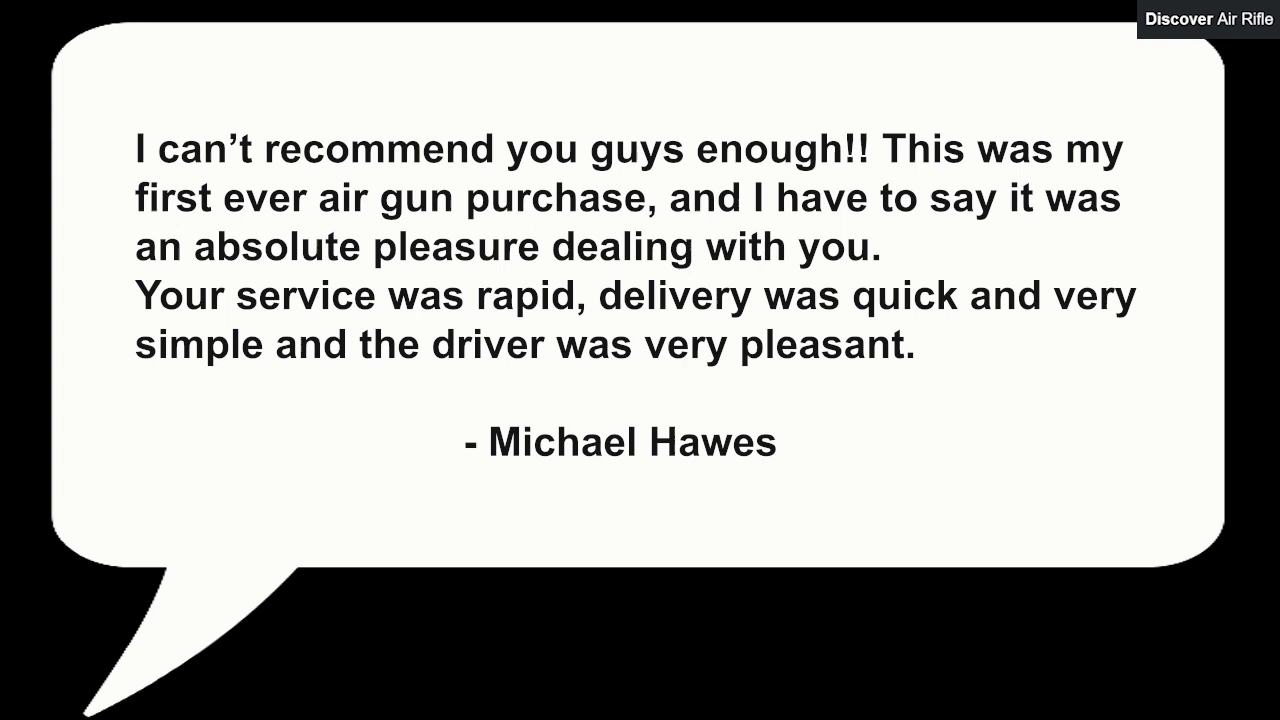 Discover Air Rifle
I can’t recommend you guys enough!! This was my
first ever air gun purchase, and I have to say it was
an absolute pleasure dealing with you.
Your service was rapid, delivery was quick and very
simple and the driver was very pleasant.
- Michael Hawes